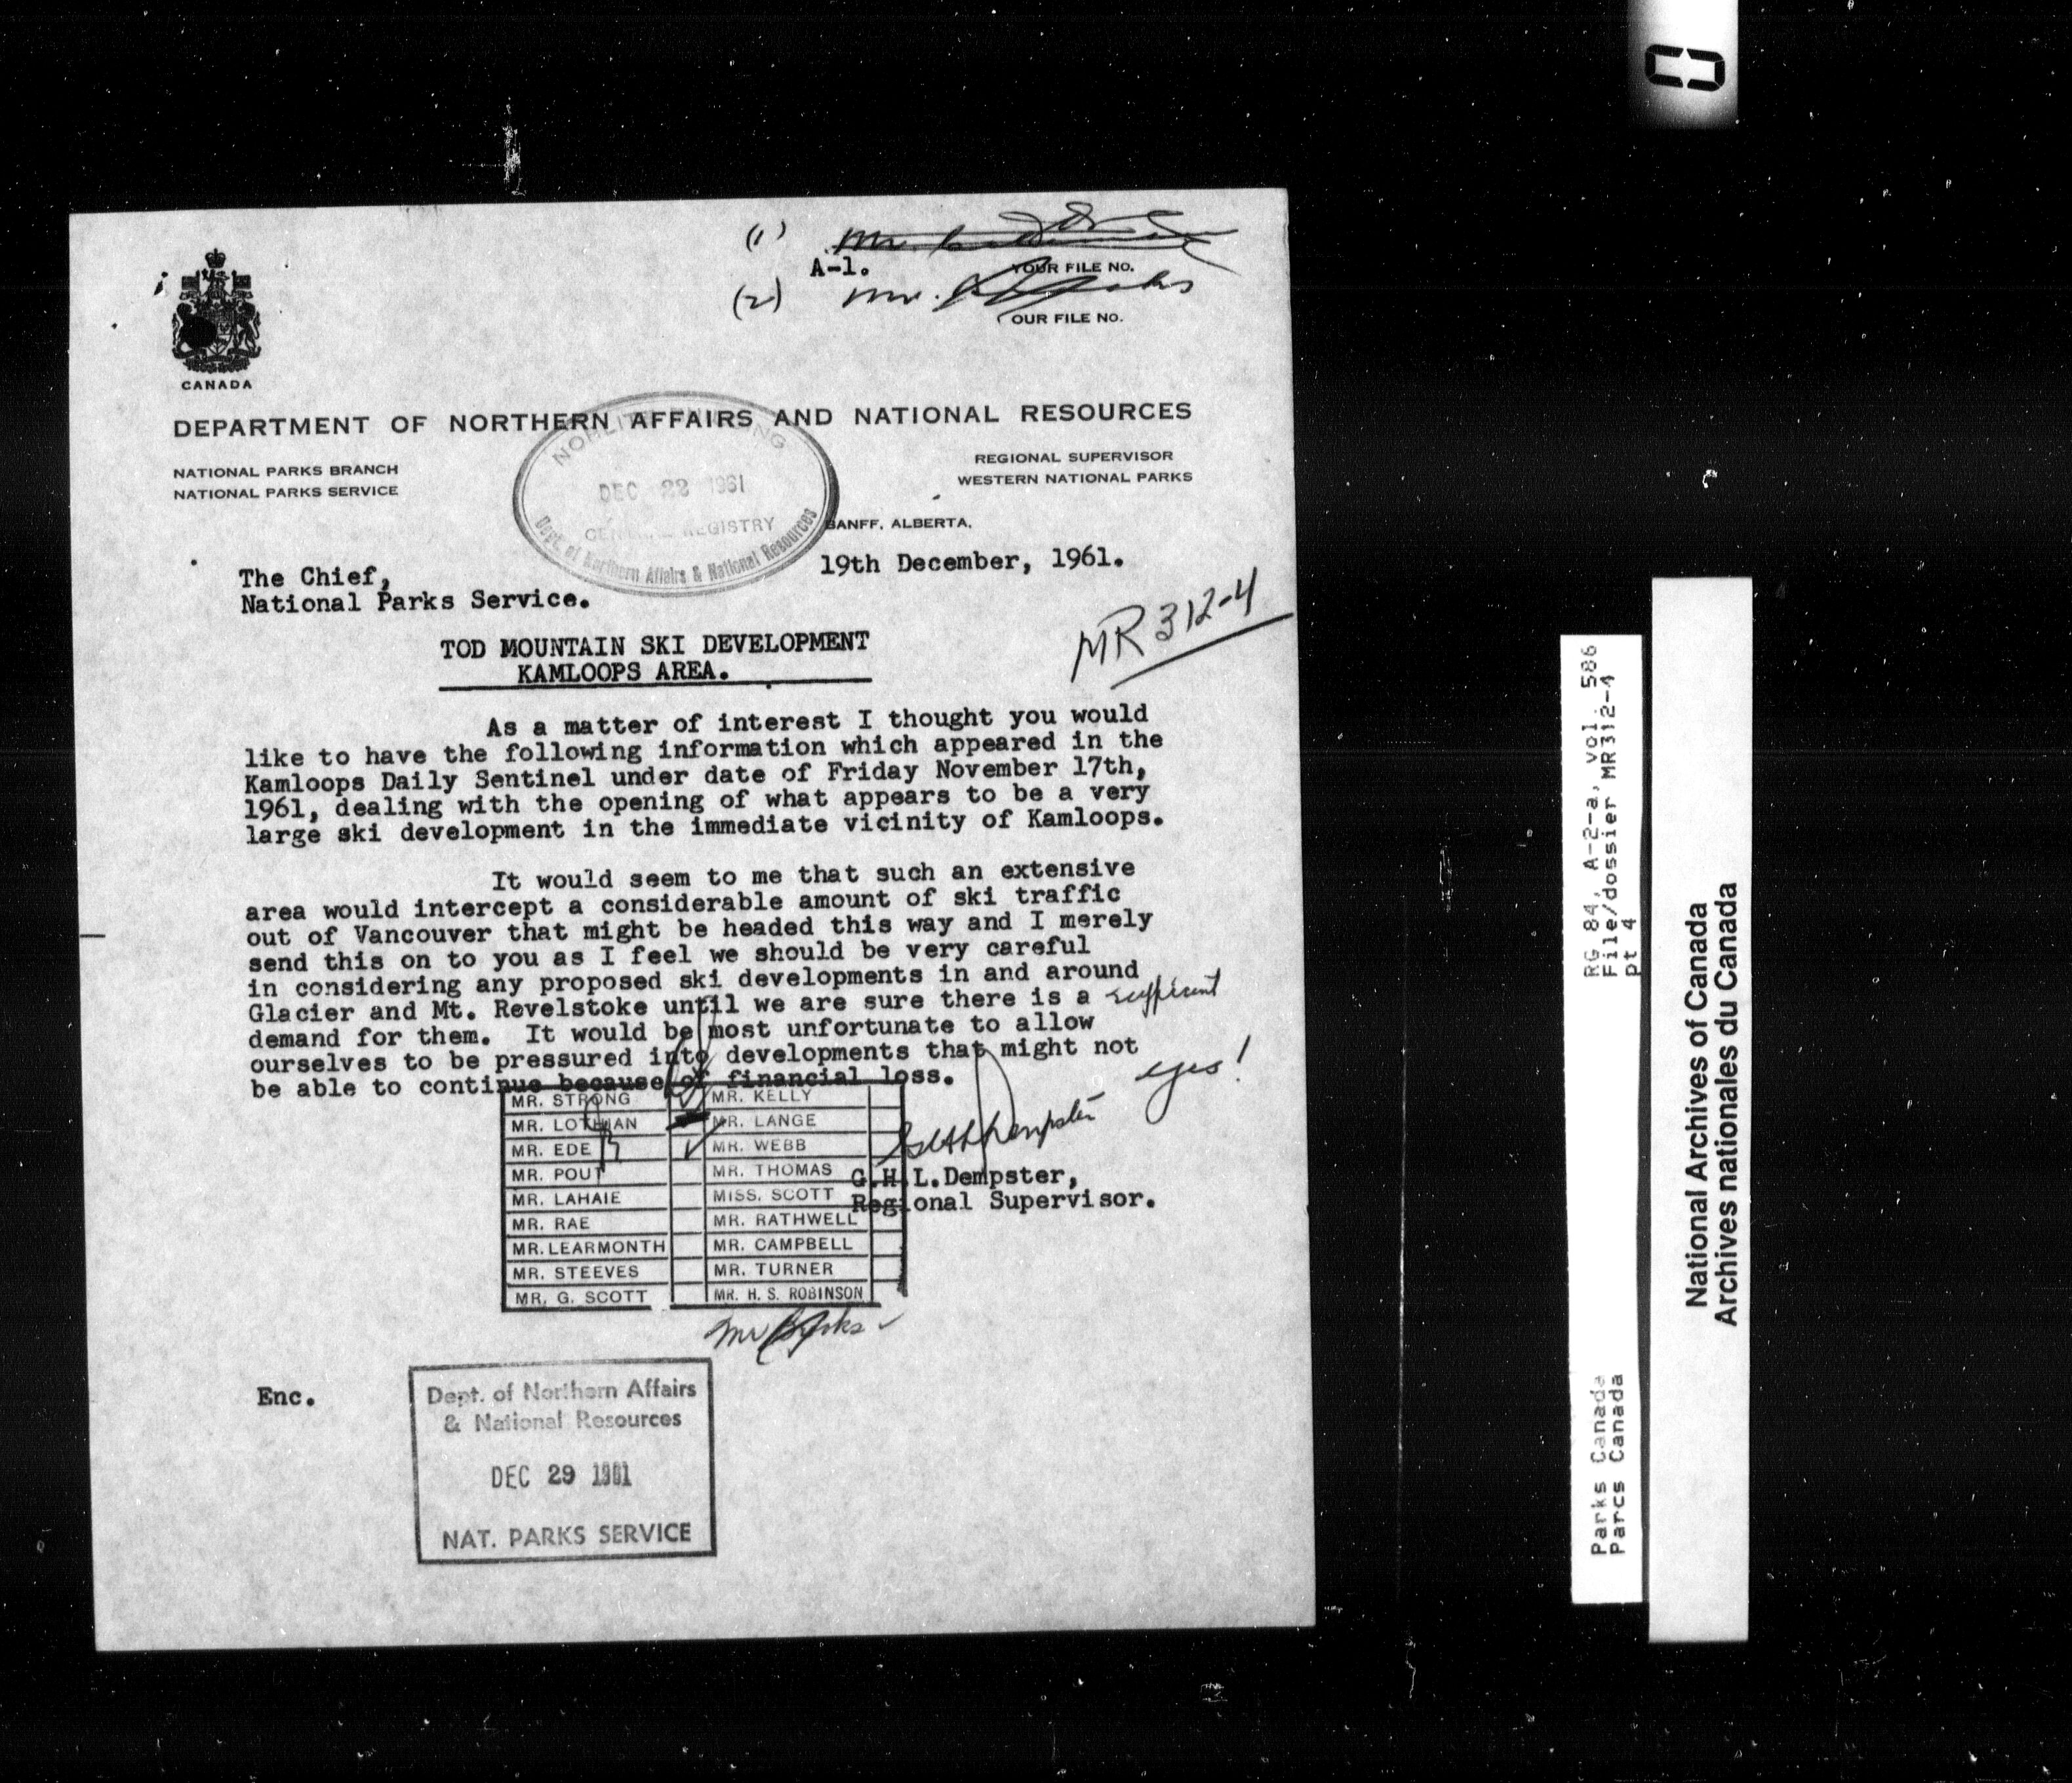 (1)
A-1.
YOUR FILE NO.
(2) Mr.
OUR FILE NO.
CANADA
DEPARTMENT OF NORTHERN AFFAIRS AND NATIONAL RESOURCES
NATIONAL PARKS BRANCH
NATIONAL PARKS SERVICE
REGIONAL SUPERVISOR
WESTERN NATIONAL PARKS
DEC 22 1961
CENTRAL REGISTRY
Dept. of Northern Affairs & National Resources
BANFF, ALBERTA,
19th December, 1961.
The Chief,
National Parks Service.
MR 312-4
TOD MOUNTAIN SKI DEVELOPMENT
KAMLOOPS AREA.
As a matter of interest I thought you would
like to have the following information which appeared in the
Kamloops Daily Sentinel under date of Friday November 17th,
1961, dealing with the opening of what appears to be a very
large ski development in the immediate vicinity of Kamloops.
It would seem to me that such an extensive
area would intercept a considerable amount of ski traffic
out of Vancouver that might be headed this way and I merely
send this on to you as I feel we should be very careful
in considering any proposed ski developments in and around
Glacier and Mt. Revelstoke until we are sure there is a sufficient
demand for them. It would be most unfortunate to allow
ourselves to be pressured into developments that might not
be able to continue because of financial loss.
yes!
MR. STRONG MR. KELLY
MR. LOTHIAN MR. LANGE
MR. EDE MR. WEBB
MR. POUT MR. THOMAS
MR. LAHAIE MISS. SCOTT
MR. RAE MR. RATHWELL
MR. LEARMONTH MR. CAMPBELL
MR. STEEVES MR. TURNER
MR. G. SCOTT MR. H. S. ROBINSON
GHL Dempster
G.H.L.Dempster,
Regional Supervisor.
Mr
Enc.
Dept. of Northern Affairs
& National Resources
DEC 29 1961
NAT. PARKS SERVICE
RG 84, A-2-a, vol. 586
File/dossier MR312-4
pt 4
Parks Canada
Parcs Canada
National Archives of Canada
Archives nationales du Canada